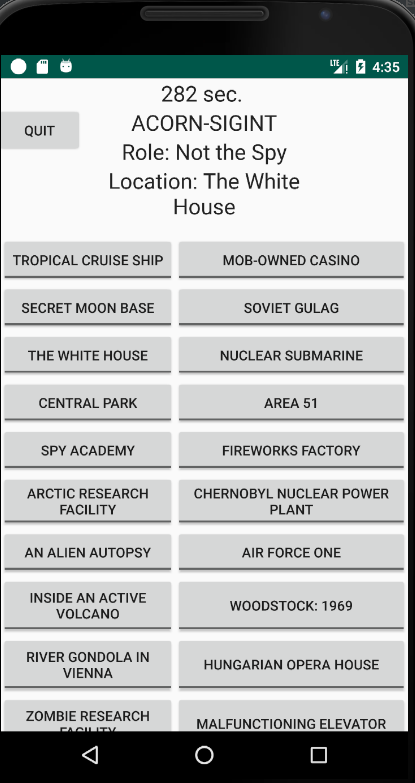 LTE 4:35
282 sec.
QUIT
ACORN-SIGINT
Role: Not the Spy
Location: The White
House
TROPICAL CRUISE SHIP
MOB-OWNED CASINO
SECRET MOON BASE
SOVIET GULAG
THE WHITE HOUSE
NUCLEAR SUBMARINE
CENTRAL PARK
AREA 51
SPY ACADEMY
FIREWORKS FACTORY
ARCTIC RESEARCH
FACILITY
CHERNOBYL NUCLEAR POWER
PLANT
AN ALIEN AUTOPSY
AIR FORCE ONE
INSIDE AN ACTIVE
VOLCANO
WOODSTOCK: 1969
RIVER GONDOLA IN
VIENNA
HUNGARIAN OPERA HOUSE
ZOMBIE RESEARCH
FACILITY
MALFUNCTIONING ELEVATOR